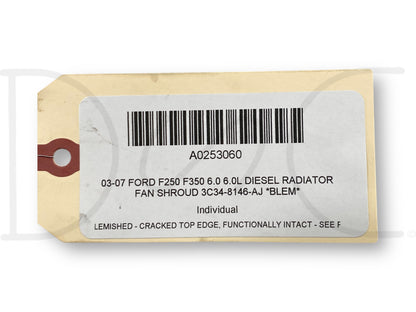 A0253060
03-07 FORD F250 F350 6.0 6.0L DIESEL RADIATOR
FAN SHROUD 3C34-8146-AJ *BLEM*
Individual
LEMISHED - CRACKED TOP EDGE, FUNCTIONALLY INTACT - SEE F